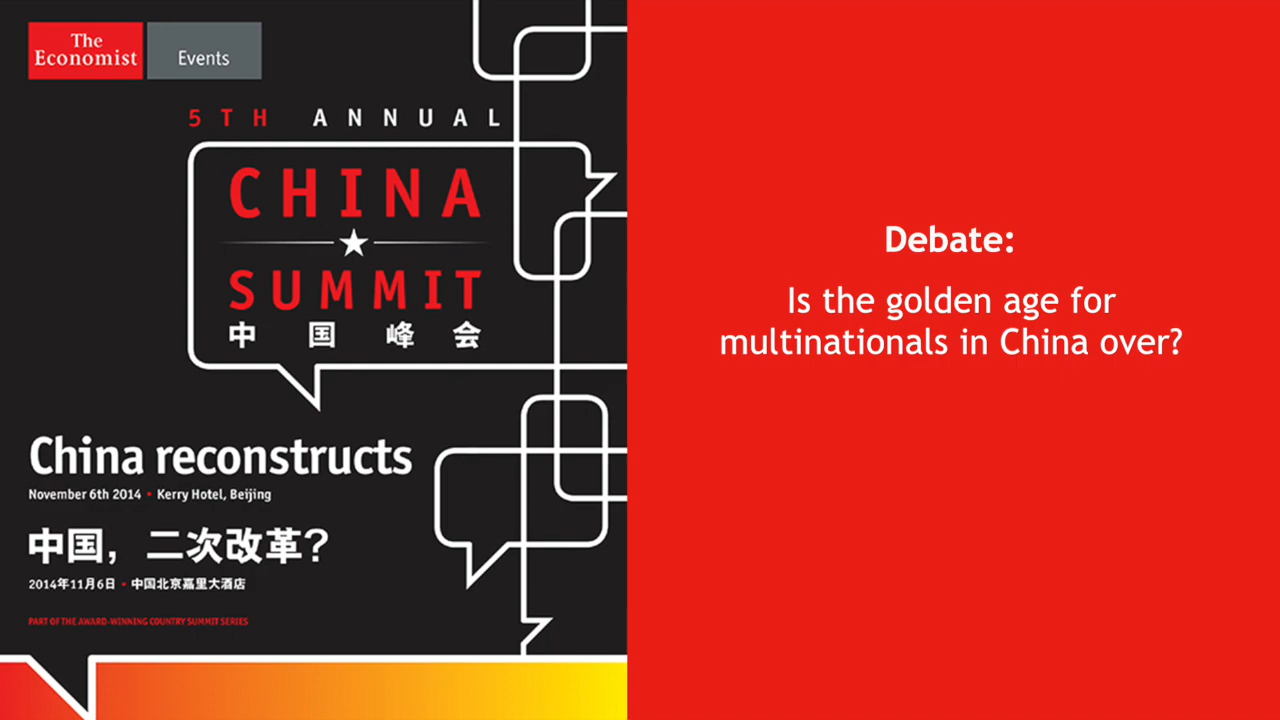 The
Economist
Events
5TH ANNUAL
CHINA
SUMMIT
中国峰会
China reconstructs
November 6th 2014 • Kerry Hotel, Beijing
中国，二次改革?
2014年11月6日 • 中国北京嘉里大酒店
PART OF THE AWARD-WINNING COUNTRY SUMMIT SERIES
Debate:
Is the golden age for
multinationals in China over?